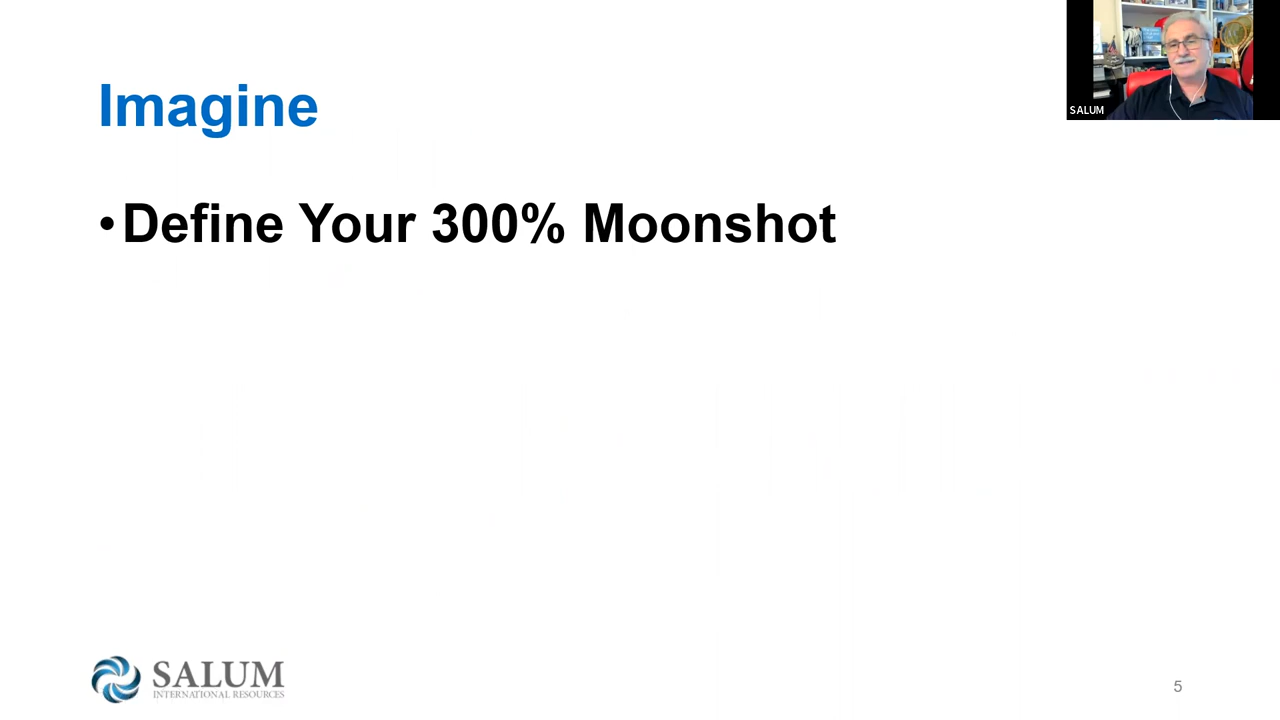 SALUM
Imagine
•Define Your 300% Moonshot
SALUM
INTERNATIONAL RESOURCES
5